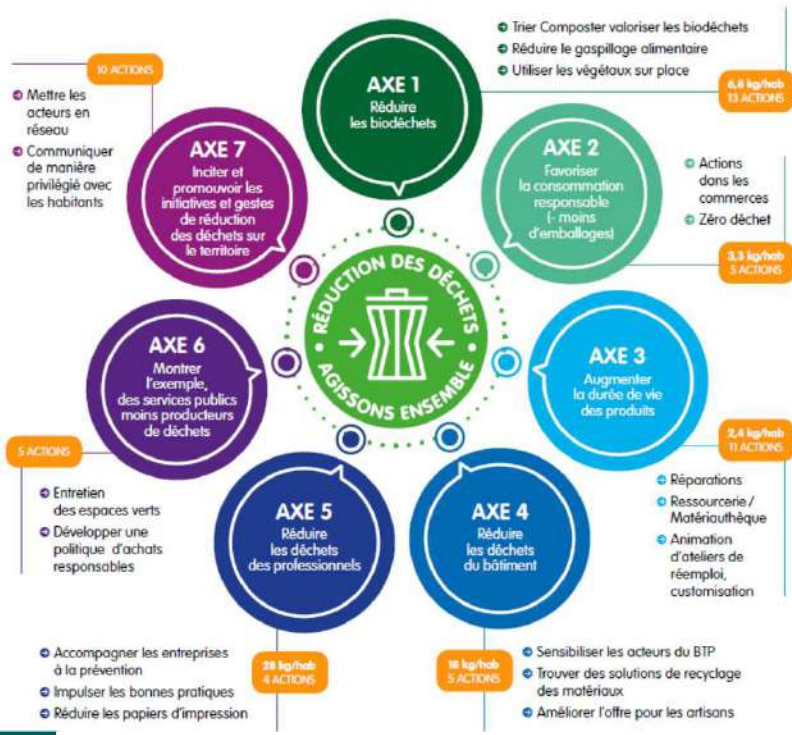 AXE 1
Réduire
les biodéchets
Trier Composter valoriser les biodéchets
Réduire le gaspillage alimentaire
Utiliser les végétaux sur place
6,8 kg/hab
13 ACTIONS
AXE 2
Favoriser
la consommation
responsable
(- moins
d'emballages)
Actions
dans les
commerces
Zéro déchet
3,3 kg/hab
5 ACTIONS
AXE 3
Augmenter
la durée de vie
des produits
2,4 kg/hab
11 ACTIONS
Réparations
Ressourcerie /
Matériauthèque
Animation
d'ateliers de
réemploi,
customisation
AXE 4
Réduire
les déchets
du bâtiment
18 kg/hab
5 ACTIONS
Sensibiliser les acteurs du BTP
Trouver des solutions de recyclage
des matériaux
Améliorer l'offre pour les artisans
AXE 5
Réduire
les déchets
des professionnels
28 kg/hab
4 ACTIONS
Accompagner les entreprises
à la prévention
Impulser les bonnes pratiques
Réduire les papiers d'impression
AXE 6
Montrer
l'exemple,
des services publics
moins producteurs
de déchets
5 ACTIONS
Entretien
des espaces verts
Développer une
politique d'achats
responsables
AXE 7
Inciter et
promouvoir les
initiatives et gestes
de réduction
des déchets sur
le territoire
10 ACTIONS
Mettre les
acteurs en
réseau
Communiquer
de manière
privilégié avec
les habitants
RÉDUCTION DES DÉCHETS
AGISSONS ENSEMBLE